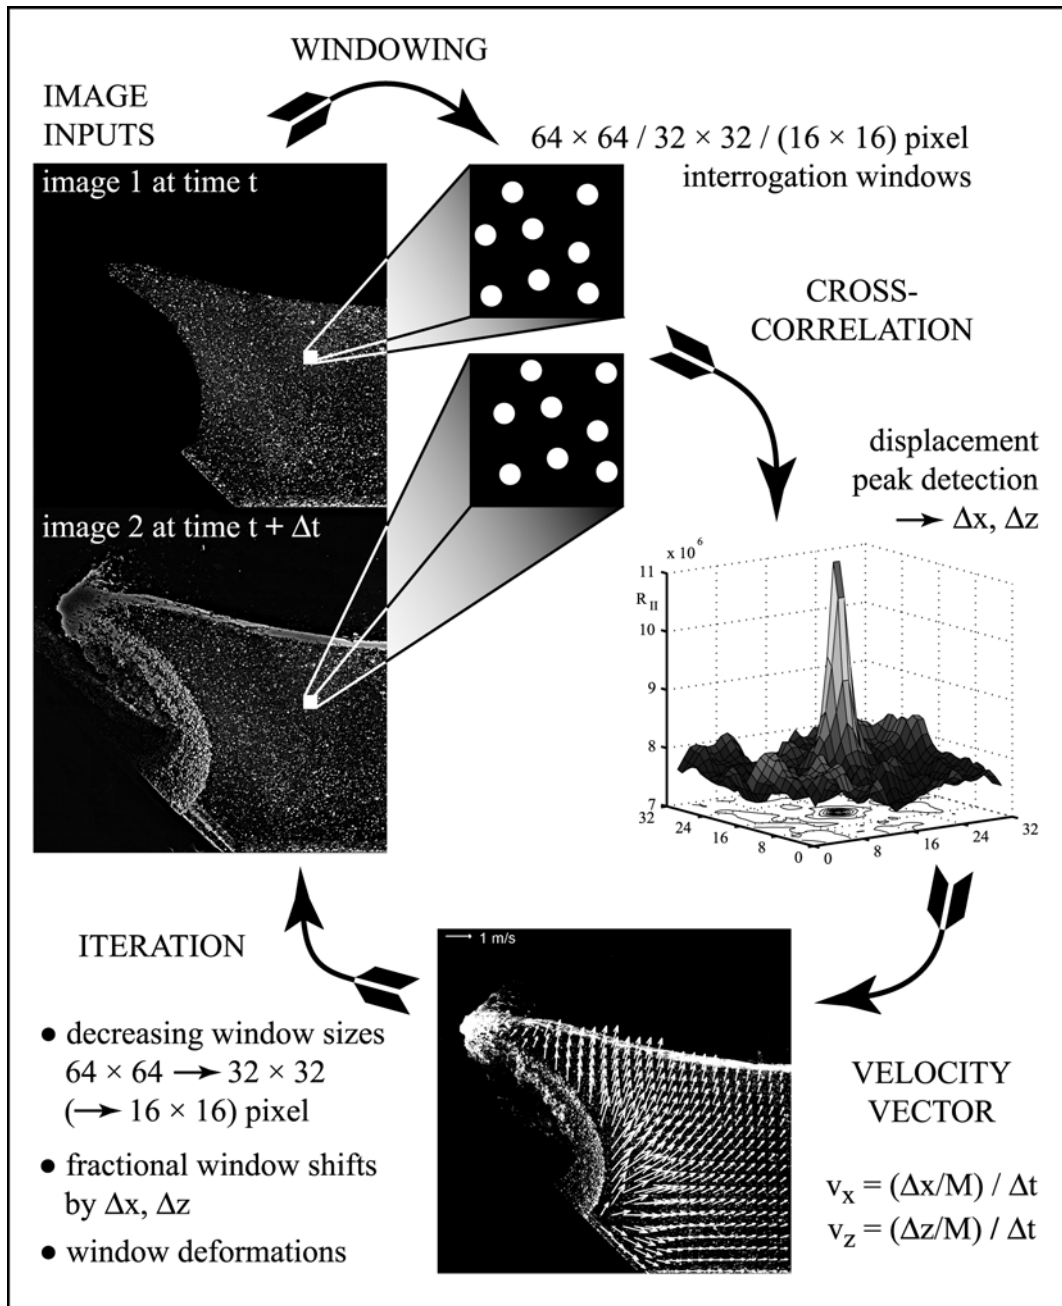 WINDOWING
IMAGE
INPUTS
64 × 64 / 32 × 32 / (16 × 16) pixel
interrogation windows
image 1 at time t
CROSS-
CORRELATION
displacement
peak detection
→ Δx, Δz
image 2 at time t + Δt
x 10⁶
11
R_II
10
9
8
7
32
24
16
8
0
0
8
16
24
32
ITERATION
● decreasing window sizes
64 × 64 → 32 × 32
(→ 16 × 16) pixel
● fractional window shifts
by Δx, Δz
● window deformations
1 m/s
VELOCITY
VECTOR
v_x = (Δx/M) / Δt
v_z = (Δz/M) / Δt